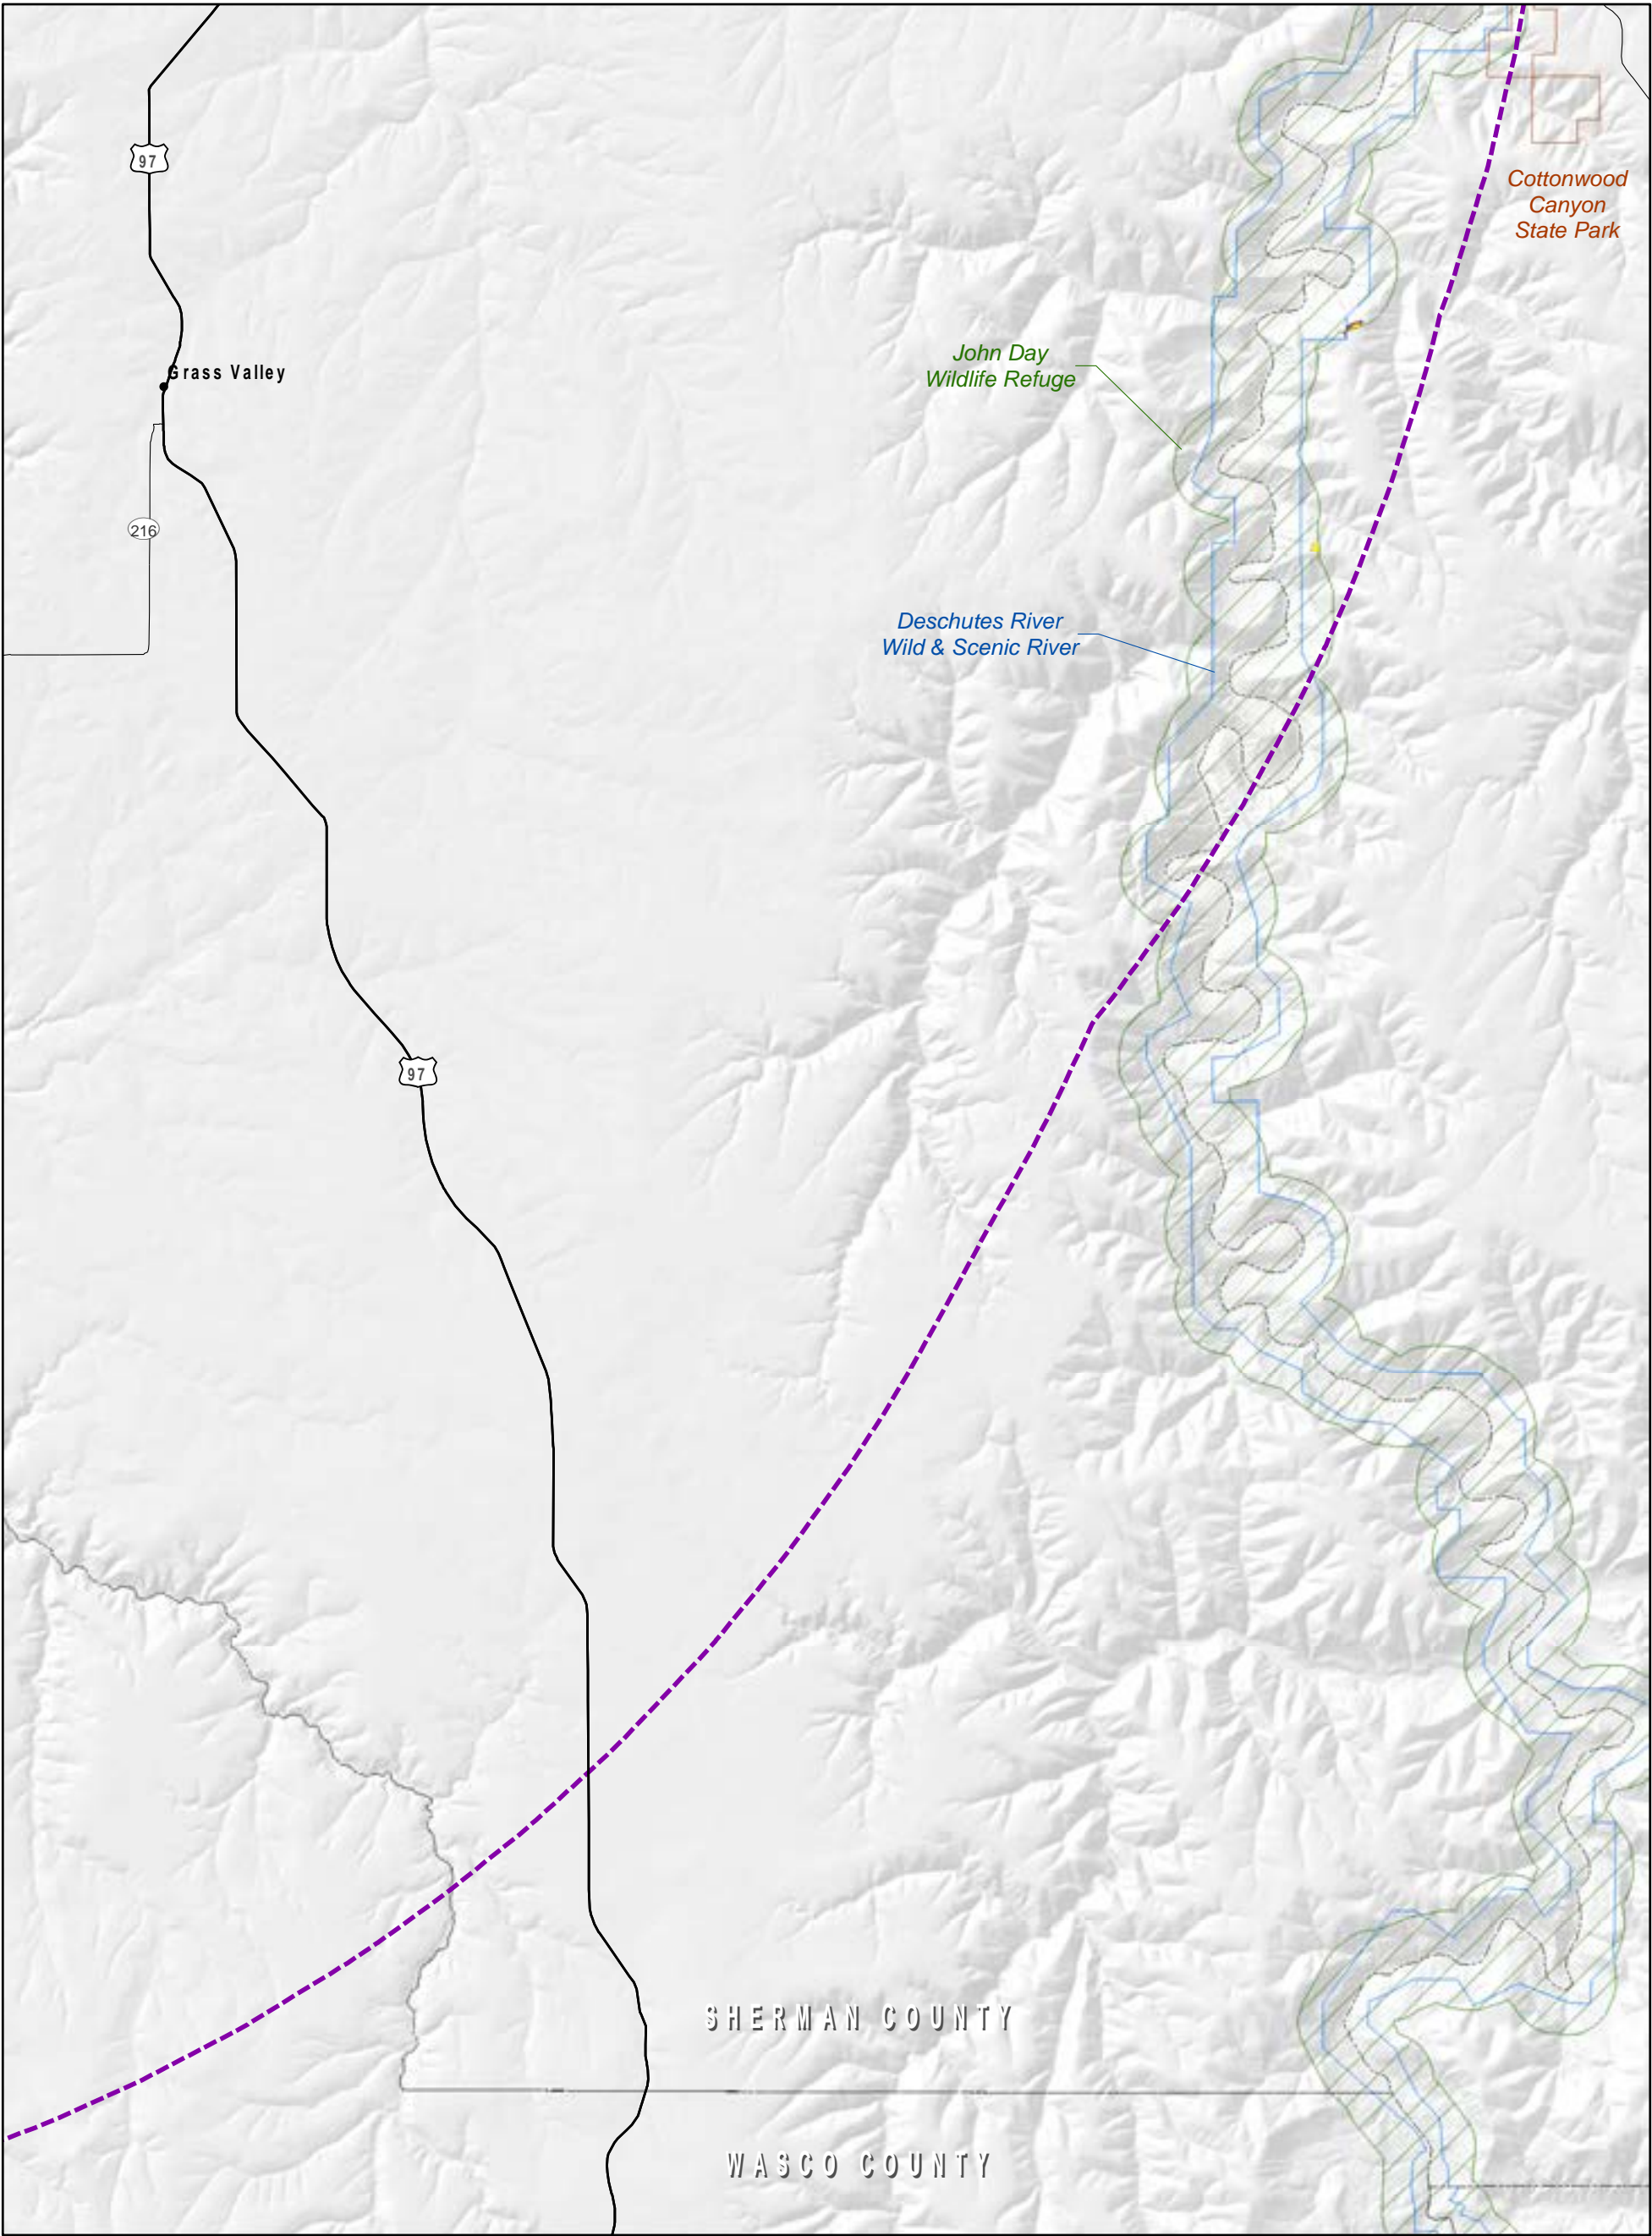 97
Cottonwood
Canyon
State Park
John Day
Wildlife Refuge
Grass Valley
216
Deschutes River
Wild & Scenic River
97
SHERMAN COUNTY
WASCO COUNTY